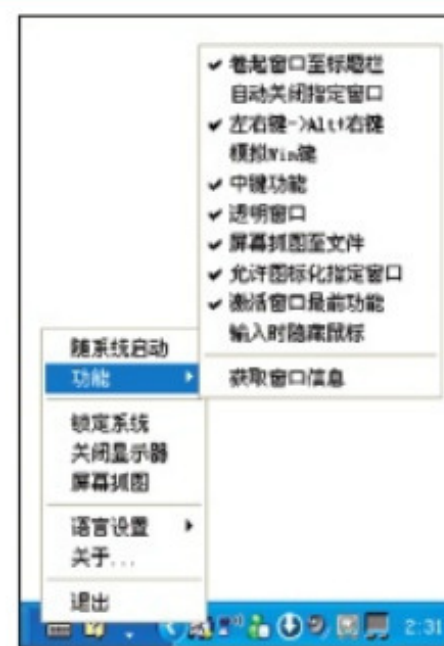 卷起窗口至标题栏
自动关闭指定窗口
左右键->Alt+右键
模拟Win键
中键功能
透明窗口
屏幕抓图至文件
允许图标化指定窗口
激活窗口最前功能
输入时隐藏鼠标
获取窗口信息
随系统启动
功能
锁定系统
关闭显示器
屏幕抓图
语言设置
关于...
退出
2:31